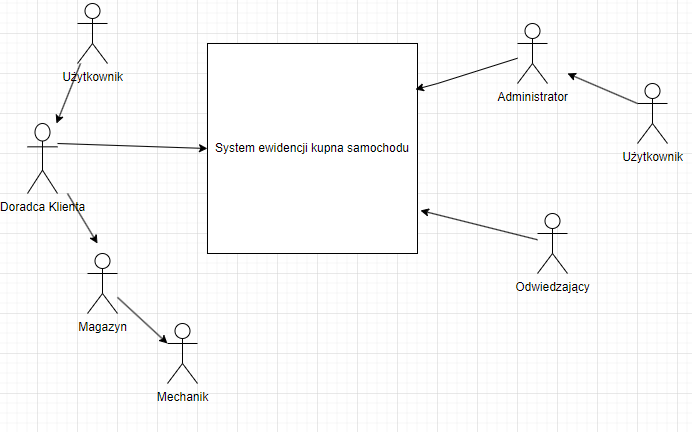 Użytkownik
Administrator
System ewidencji kupna samochodu
Użytkownik
Doradca Klienta
Odwiedzający
Magazyn
Mechanik